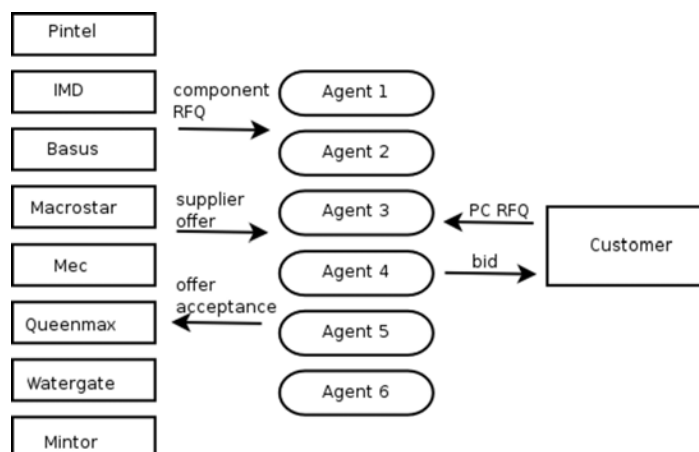 Pintel
IMD
Basus
Macrostar
Mec
Queenmax
Watergate
Mintor
component
RFQ
supplier
offer
offer
acceptance
Agent 1
Agent 2
Agent 3
Agent 4
Agent 5
Agent 6
PC RFQ
bid
Customer